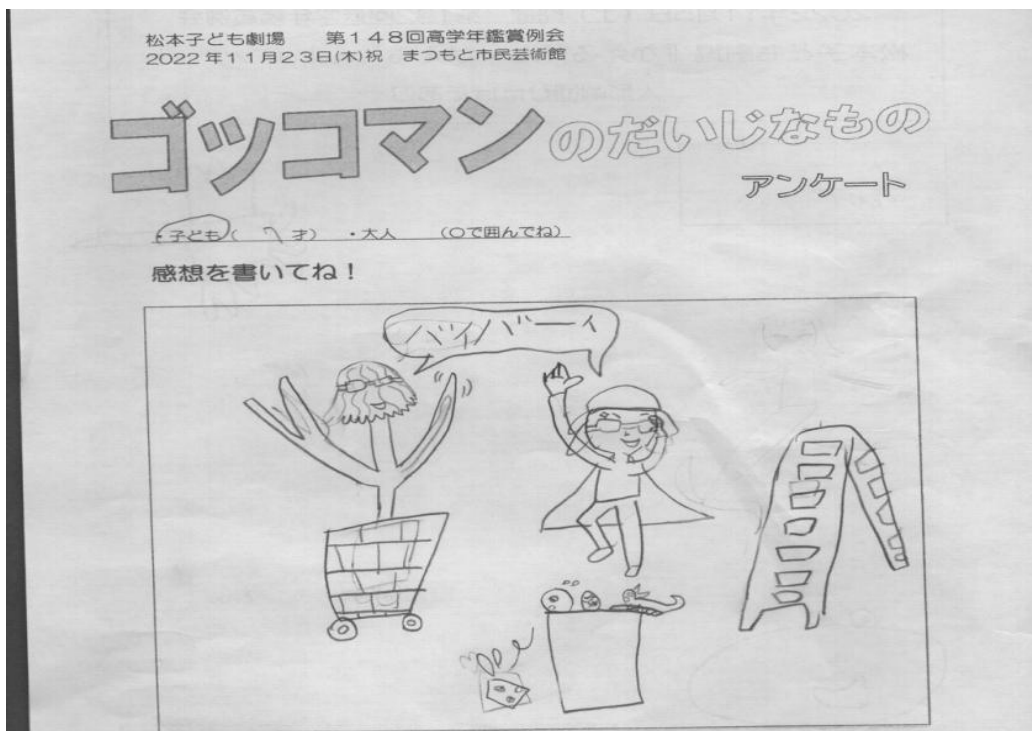 松本子ども劇場 第148回高学年鑑賞例会
2022年11月23日(木)祝 まつもと市民芸術館
ゴッコマンのだいじなもの
アンケート
・子ども( 7 才) ・大人 (○で囲んでね)
感想を書いてね!
バイバーイ